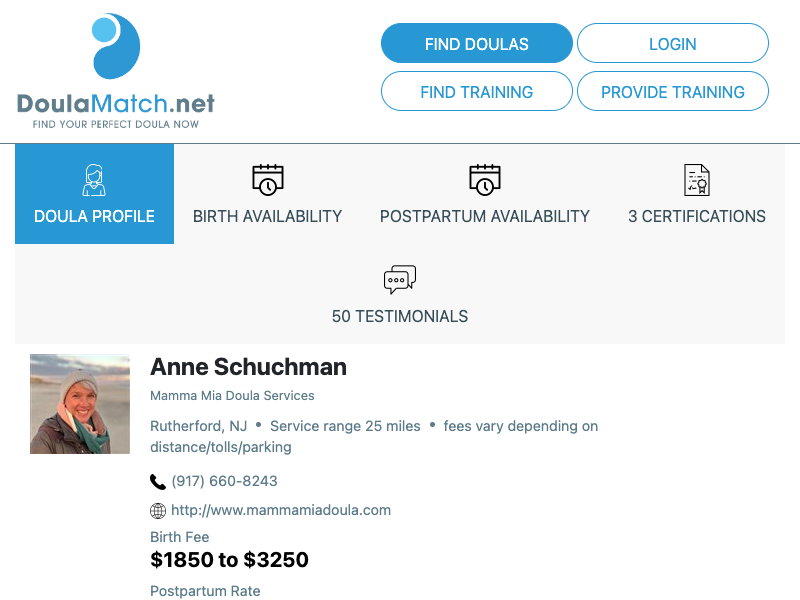 DoulaMatch.net
FIND YOUR PERFECT DOULA NOW
FIND DOULAS
LOGIN
FIND TRAINING
PROVIDE TRAINING
DOULA PROFILE
BIRTH AVAILABILITY
POSTPARTUM AVAILABILITY
3 CERTIFICATIONS
50 TESTIMONIALS
Anne Schuchman
Mamma Mia Doula Services
Rutherford, NJ • Service range 25 miles • fees vary depending on
distance/tolls/parking
(917) 660-8243
http://www.mammamiadoula.com
Birth Fee
$1850 to $3250
Postpartum Rate